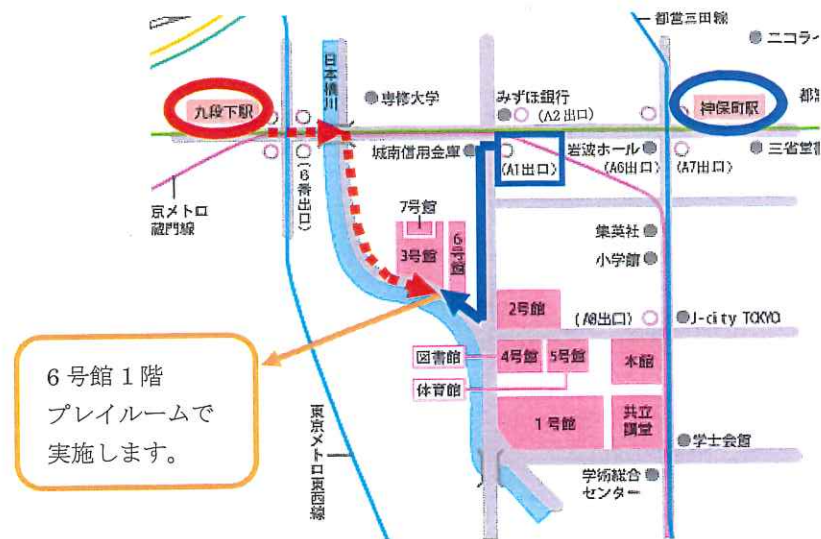 都営三田線
ニコラ
日本橋川
専修大学
みずほ銀行
(A2出口)
九段下駅
神保町駅
城南信用金庫
(A1出口)
岩波ホール
(A6出口)
(A7出口)
三省堂
(6番出口)
京メトロ
蔵門線
7号館
3号館
6号館
集英社
小学館
2号館
(A8出口)
J-city TOKYO
図書館
4号館
5号館
本館
体育館
1号館
共立
講堂
学士会館
学術総合
センター
東京メトロ東西線
6号館1階
プレイルームで
実施します。